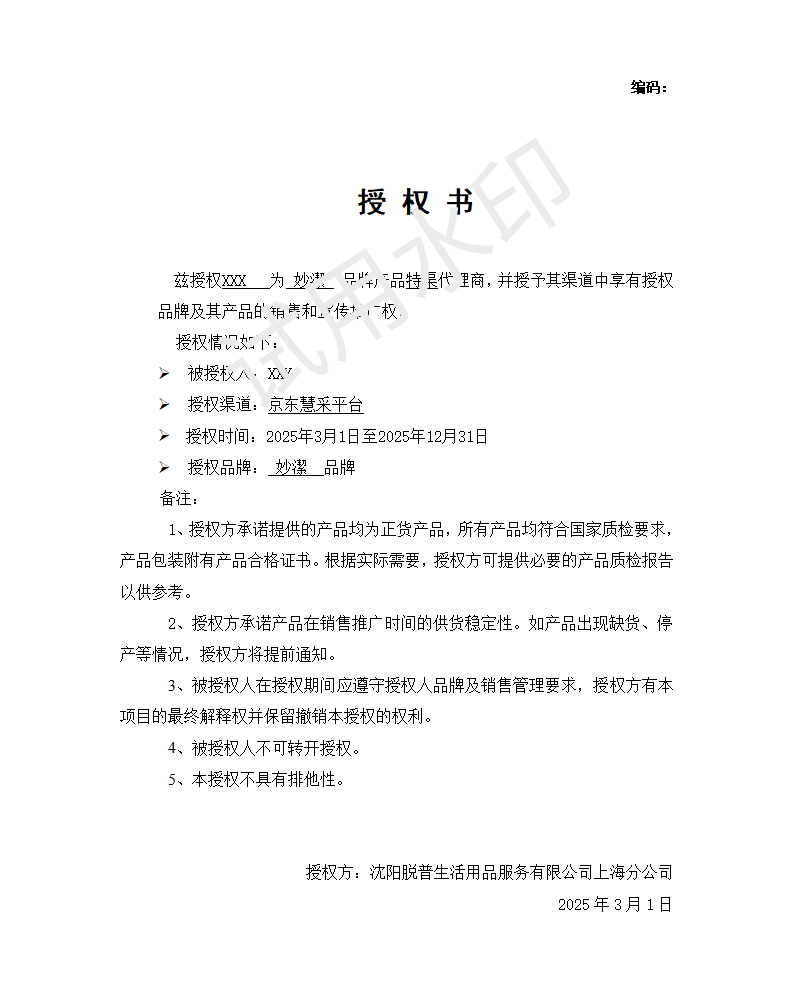 编码：
授 权 书
兹授权XXX 为 妙潔 品牌产品特是代理商，并授予其渠道中享有授权
品牌及其产品的销售和宣传推广权。
授权情况如下：
➢ 被授权人：XXX
➢ 授权渠道：京东慧采平台
➢ 授权时间：2025年3月1日至2025年12月31日
➢ 授权品牌： 妙潔 品牌
备注：
1、授权方承诺提供的产品均为正货产品，所有产品均符合国家质检要求，
产品包装附有产品合格证书。根据实际需要，授权方可提供必要的产品质检报告
以供参考。
2、授权方承诺产品在销售推广时间的供货稳定性。如产品出现缺货、停
产等情况，授权方将提前通知。
3、被授权人在授权期间应遵守授权人品牌及销售管理要求，授权方有本
项目的最终解释权并保留撤销本授权的权利。
4、被授权人不可转开授权。
5、本授权不具有排他性。
授权方：沈阳脱普生活用品服务有限公司上海分公司
2025年3月1日
试用水印